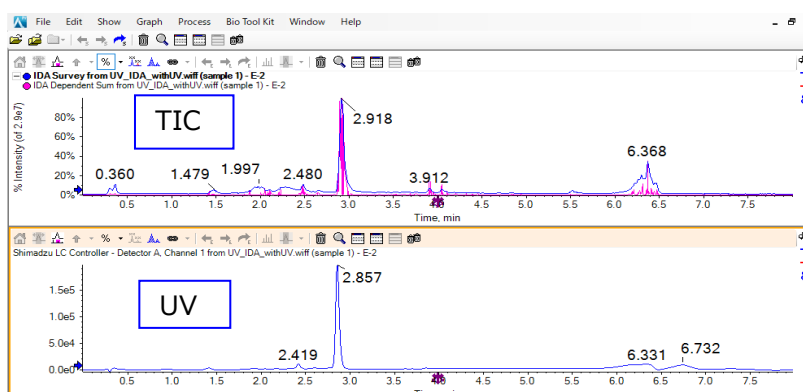 File Edit Show Graph Process Bio Tool Kit Window Help
%
IDA Survey from UV_IDA_withUV.wiff (sample 1) - E-2
IDA Dependent Sum from UV_IDA_withUV.wiff (sample 1) - E-2
% Intensity (of 2.9e7)
80%
60%
40%
20%
0%
TIC
0.360
1.479
1.997
2.480
2.918
3.912
6.368
0.5 1.0 1.5 2.0 2.5 3.0 3.5 4.5 5.0 5.5 6.0 6.5 7.0 7.5
Time, min
%
Shimadzu LC Controller - Detector A, Channel 1 from UV_IDA_withUV.wiff (sample 1) - E-2
1.5e5
1.0e5
5.0e4
0.0e0
UV
2.419
2.857
6.331
6.732
0.5 1.0 1.5 2.0 2.5 3.0 3.5 4.5 5.0 5.5 6.0 6.5 7.0 7.5